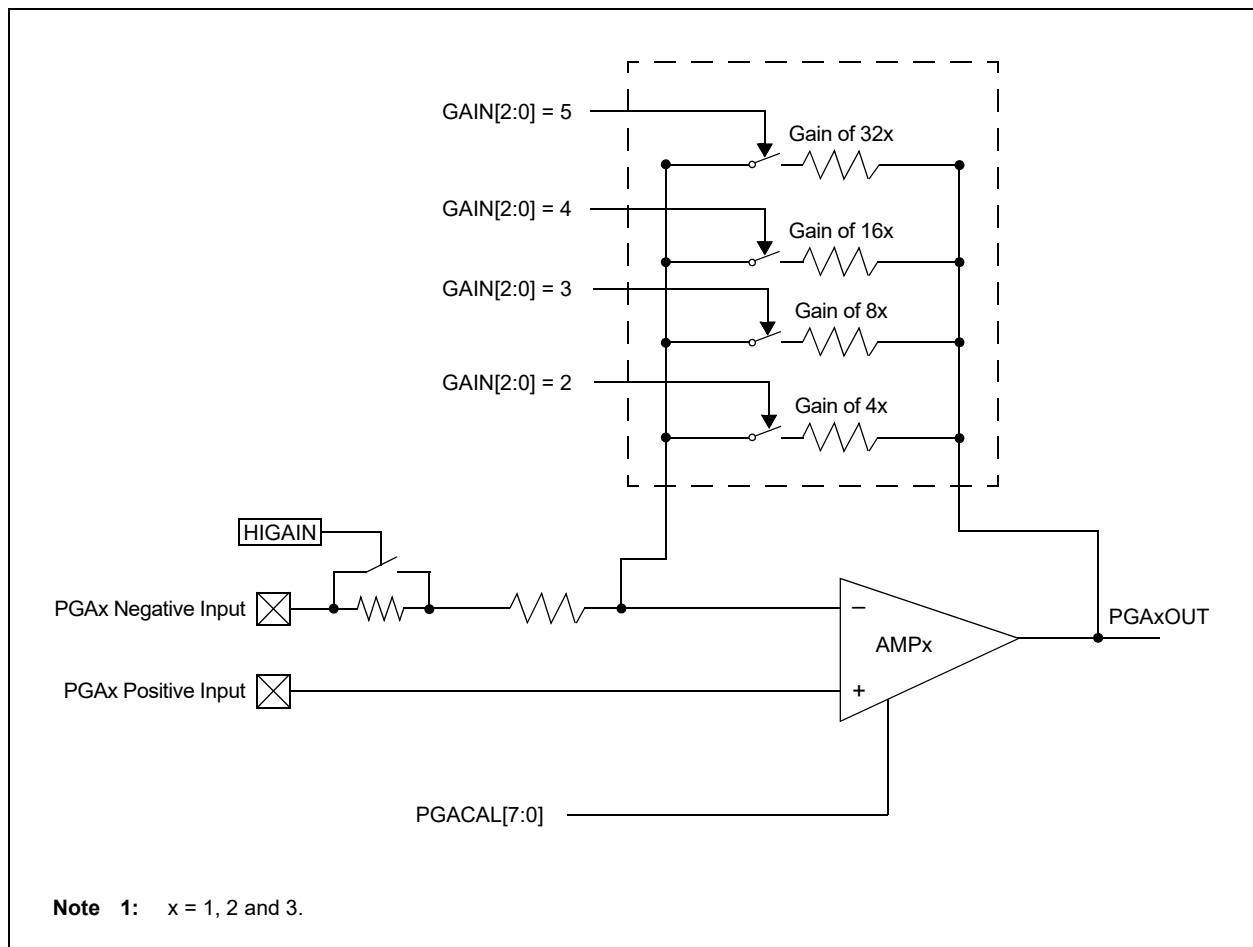 GAIN[2:0] = 5
Gain of 32x
GAIN[2:0] = 4
Gain of 16x
GAIN[2:0] = 3
Gain of 8x
GAIN[2:0] = 2
Gain of 4x
HIGAIN
PGAx Negative Input
–
PGAxOUT
AMPx
PGAx Positive Input
+
PGACAL[7:0]
Note 1: x = 1, 2 and 3.